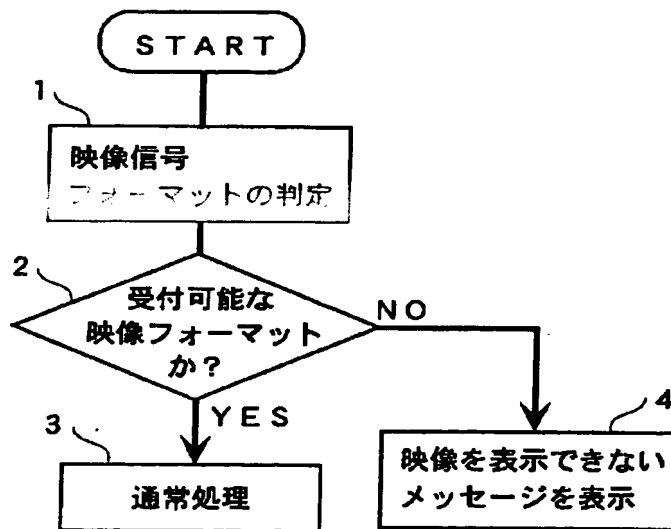 START
1
映像信号
フォーマットの判定
2
受付可能な
映像フォーマット
か？
NO
YES
3
通常処理
4
映像を表示できない
メッセージを表示